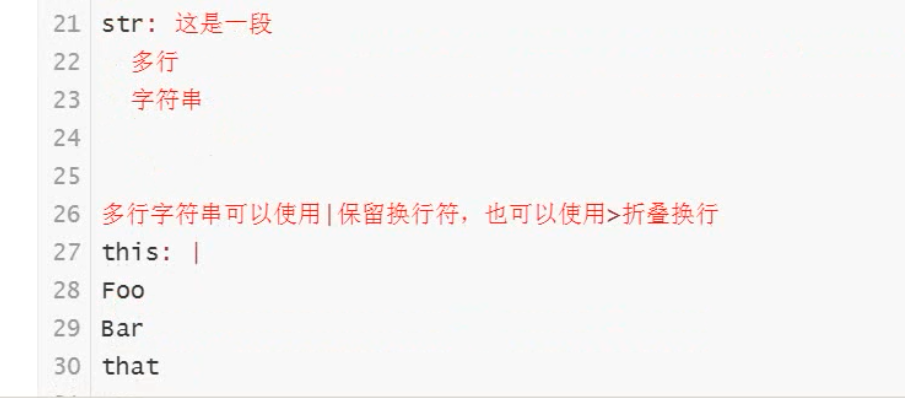 21 str: 这是一段
22   多行
23   字符串
24
25
26 多行字符串可以使用|保留换行符，也可以使用>折叠换行
27 this: |
28 Foo
29 Bar
30 that